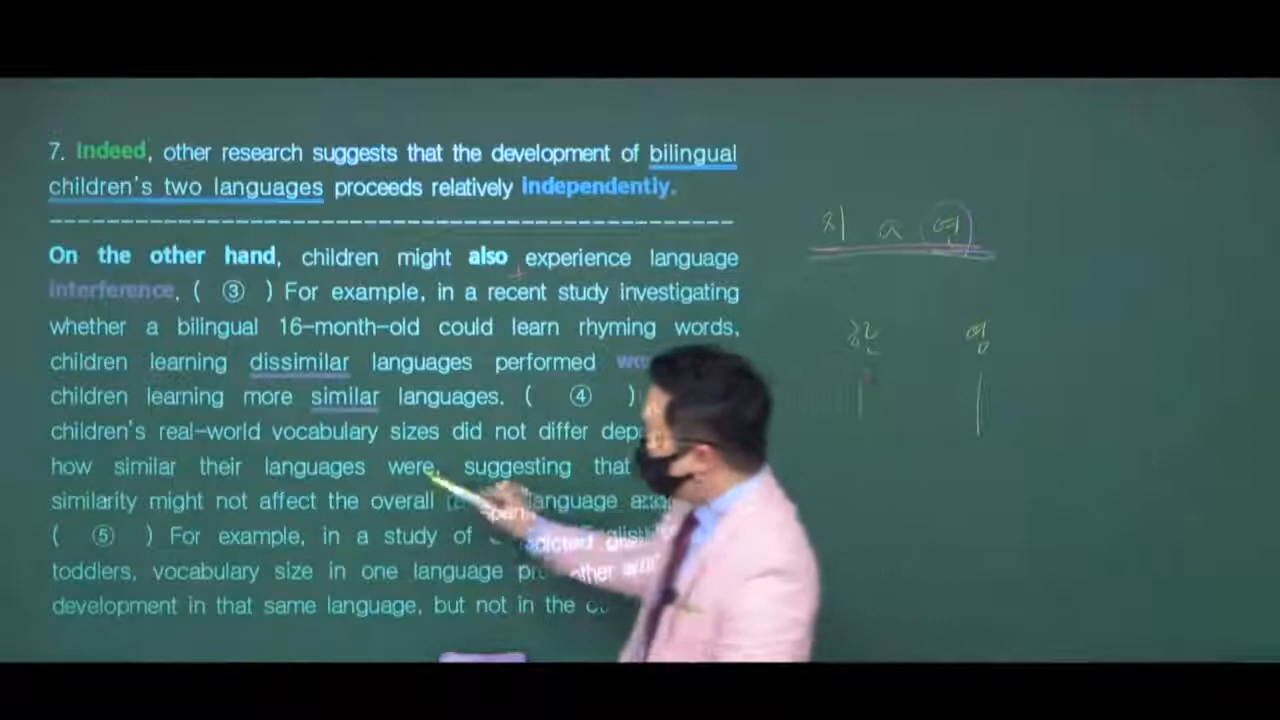 7. Indeed, other research suggests that the development of bilingual
children's two languages proceeds relatively independently.
On the other hand, children might also experience language
interference. ( ③ ) For example, in a recent study investigating
whether a bilingual 16-month-old could learn rhyming words,
children learning dissimilar languages performed
children learning more similar languages. ( ④ )
children's real-world vocabulary sizes did not differ
how similar their languages were, suggesting that
similarity might not affect the overall language
( ⑤ ) For example, in a study of
toddlers, vocabulary size in one language
development in that same language, but not in the